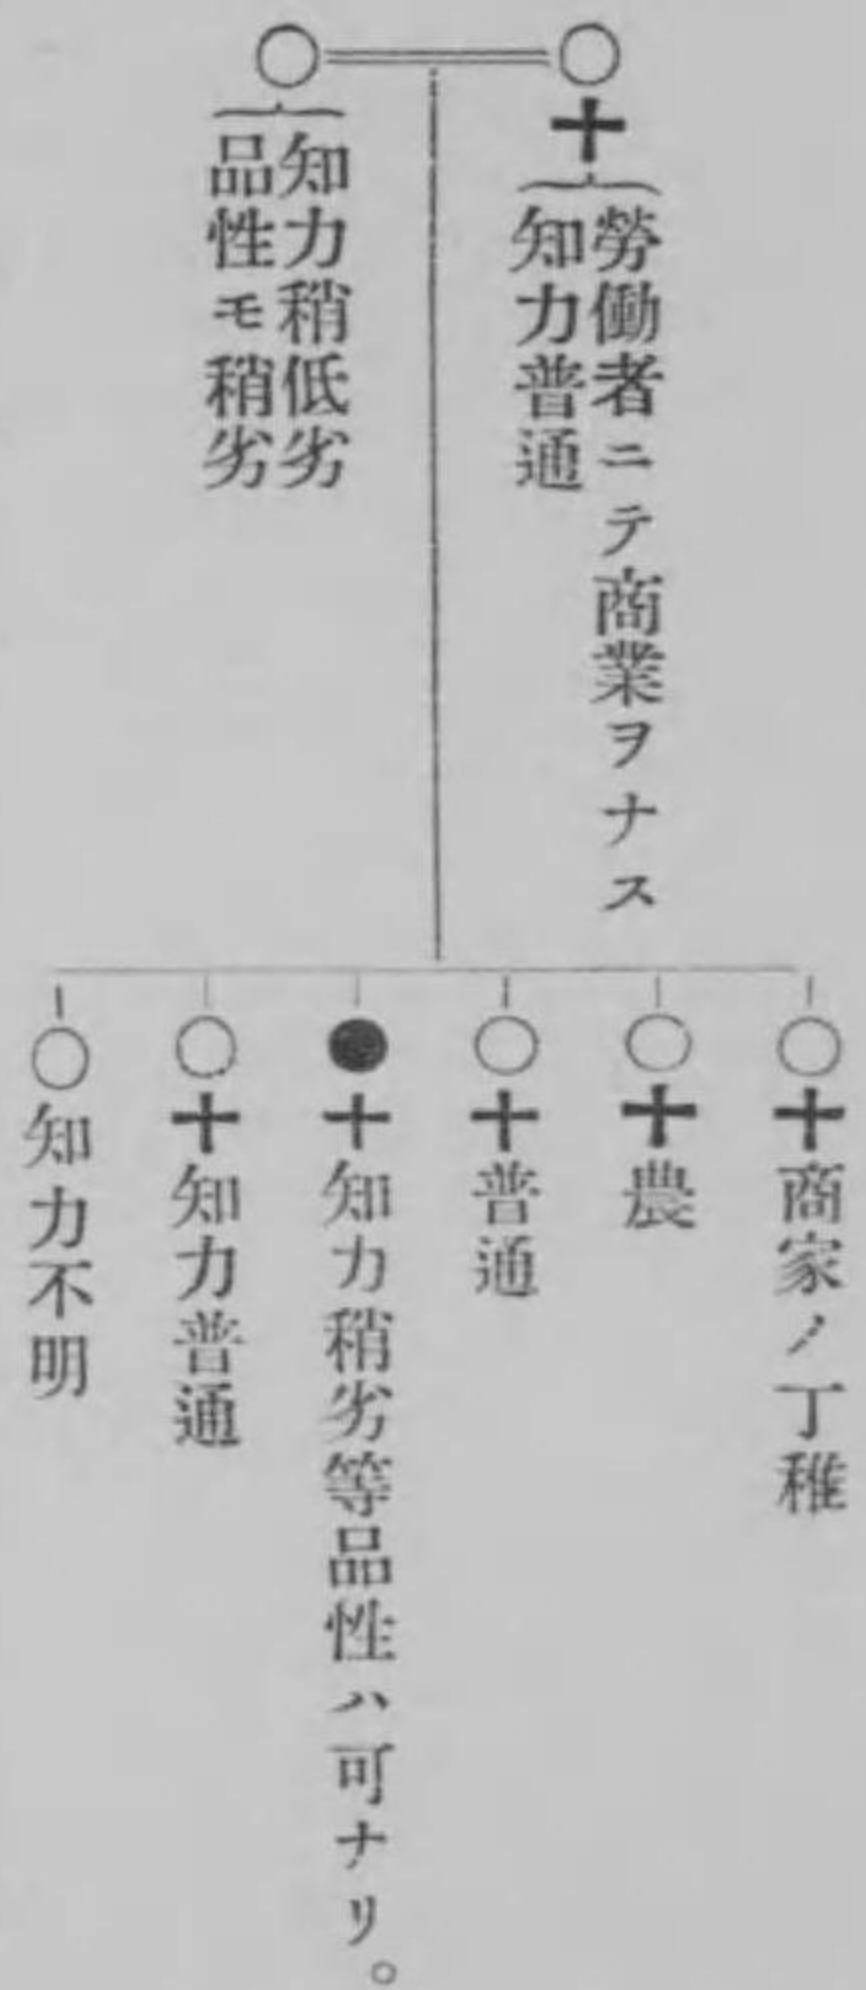 勞働者ニテ商業ヲナス
知力普通
知力稍低劣
品性モ稍劣
商家ノ丁稚
農
普通
知力稍劣等品性ハ可ナリ。
知力普通
知力不明